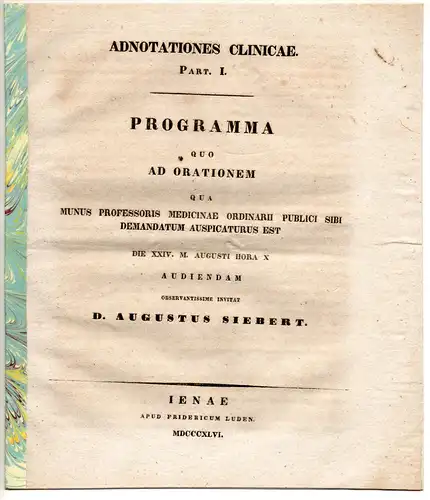 ADNOTATIONES CLINICAE.
PART. I.
PROGRAMMA
QUO
AD ORATIONEM
QUA
MUNUS PROFESSORIS MEDICINAE ORDINARII PUBLICI SIBI
DEMANDATUM AUSPICATURUS EST
DIE XXIV. M. AUGUSTI HORA X
AUDIENDAM
OBSERVANTISSIME INVITAT
D. AUGUSTUS SIEBERT.
IENAE
APUD FRIDERICUM LUDEN.
MDCCCXLVI.